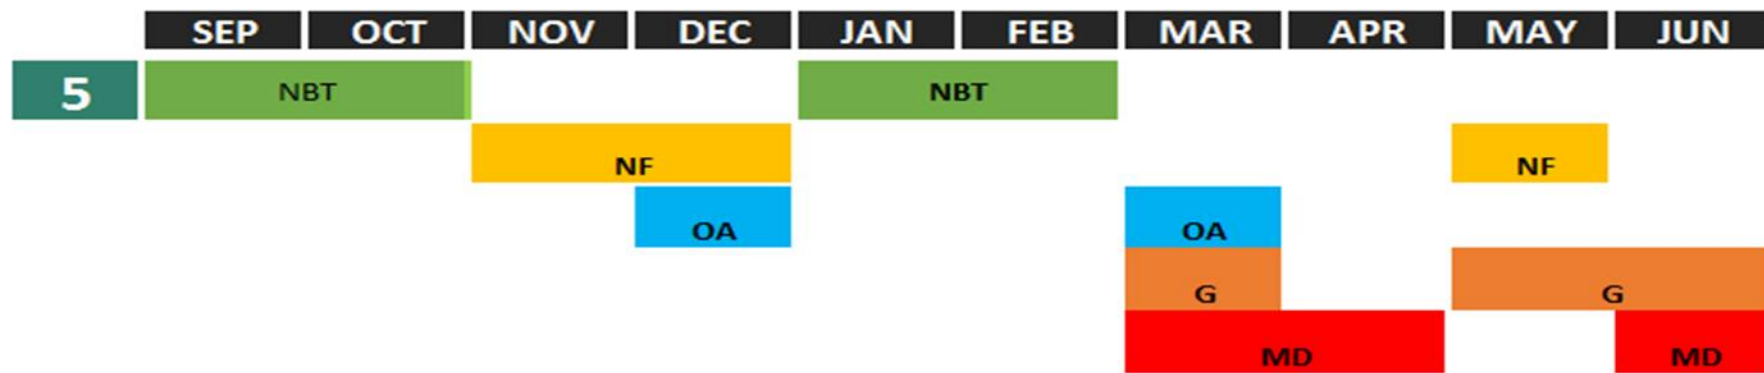 SEP OCT NOV DEC JAN FEB MAR APR MAY JUN
5 NBT NBT
NF NF
OA OA
G G
MD MD